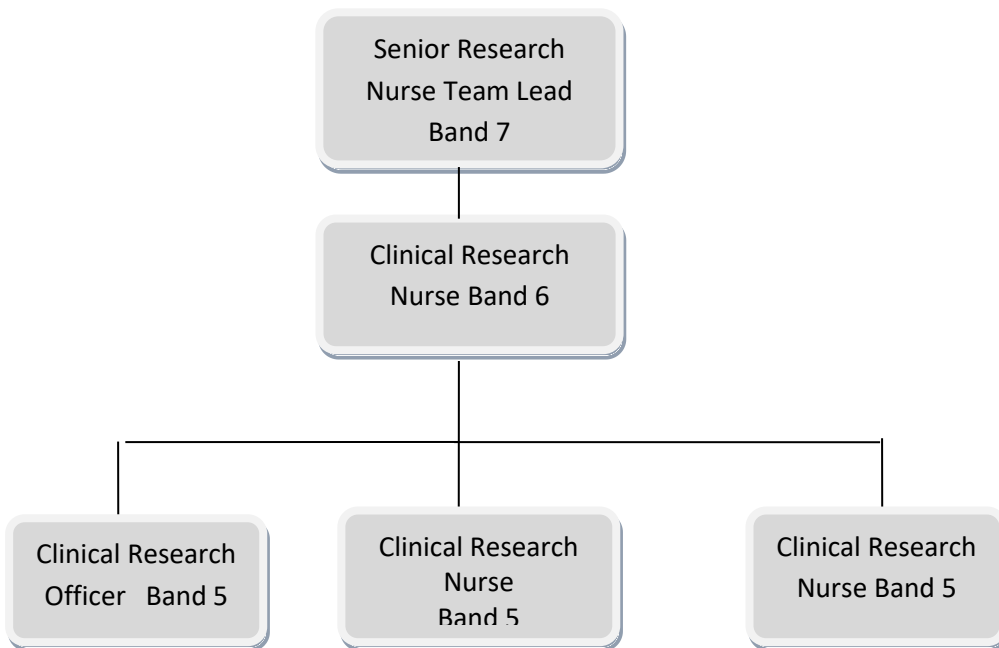 Senior Research
Nurse Team Lead
Band 7
Clinical Research
Nurse Band 6
Clinical Research
Officer Band 5
Clinical Research
Nurse
Band 5
Clinical Research
Nurse Band 5